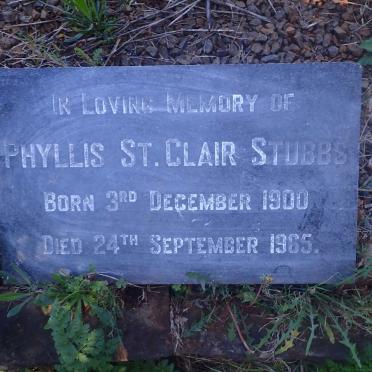 In Loving Memory of
Phyllis St. Clair Stubbs
Born 3rd December 1900
Died 24th September 1965.